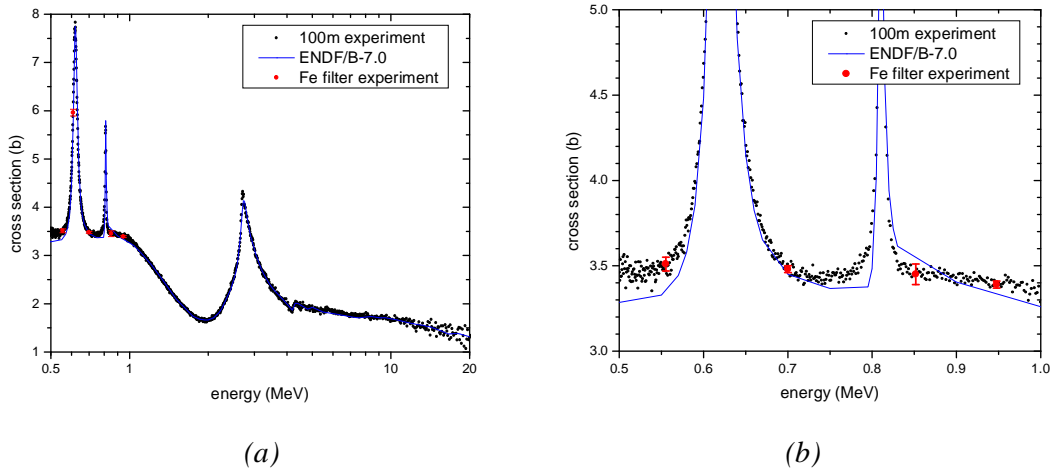 8
7
6
5
4
3
2
1
cross section (b)
0.5
1
10
20
energy (MeV)
100m experiment
ENDF/B-7.0
Fe filter experiment
(a)
5.0
4.5
4.0
3.5
3.0
cross section (b)
0.5
0.6
0.7
0.8
0.9
1.0
energy (MeV)
100m experiment
ENDF/B-7.0
Fe filter experiment
(b)